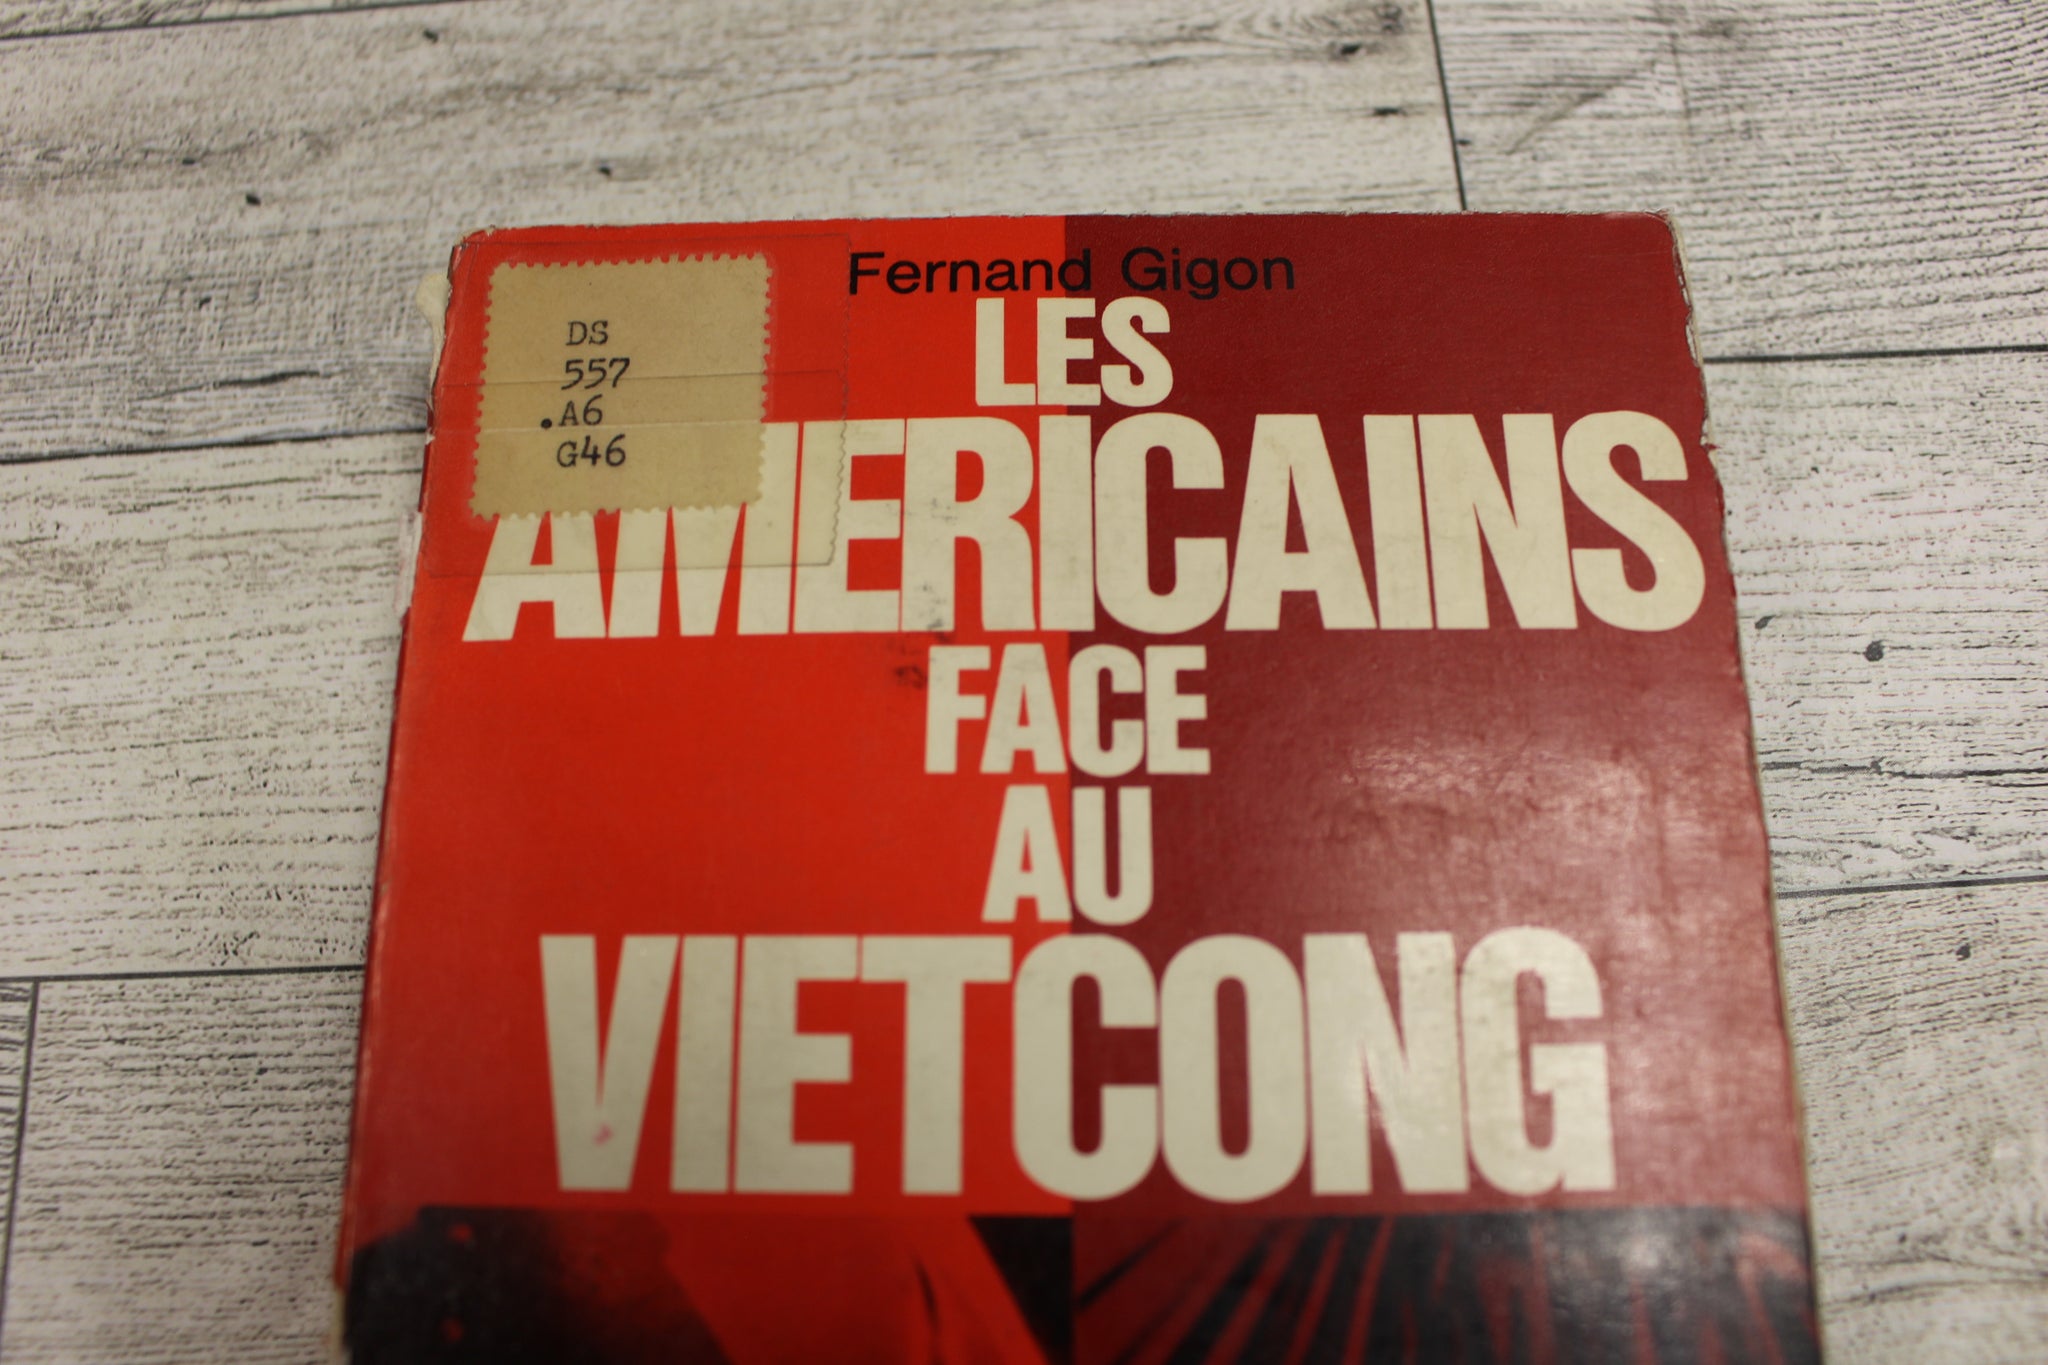 Fernand Gigon
DS
557
.A6
G46
LES
AMERICAINS
FACE
AU
VIETCONG